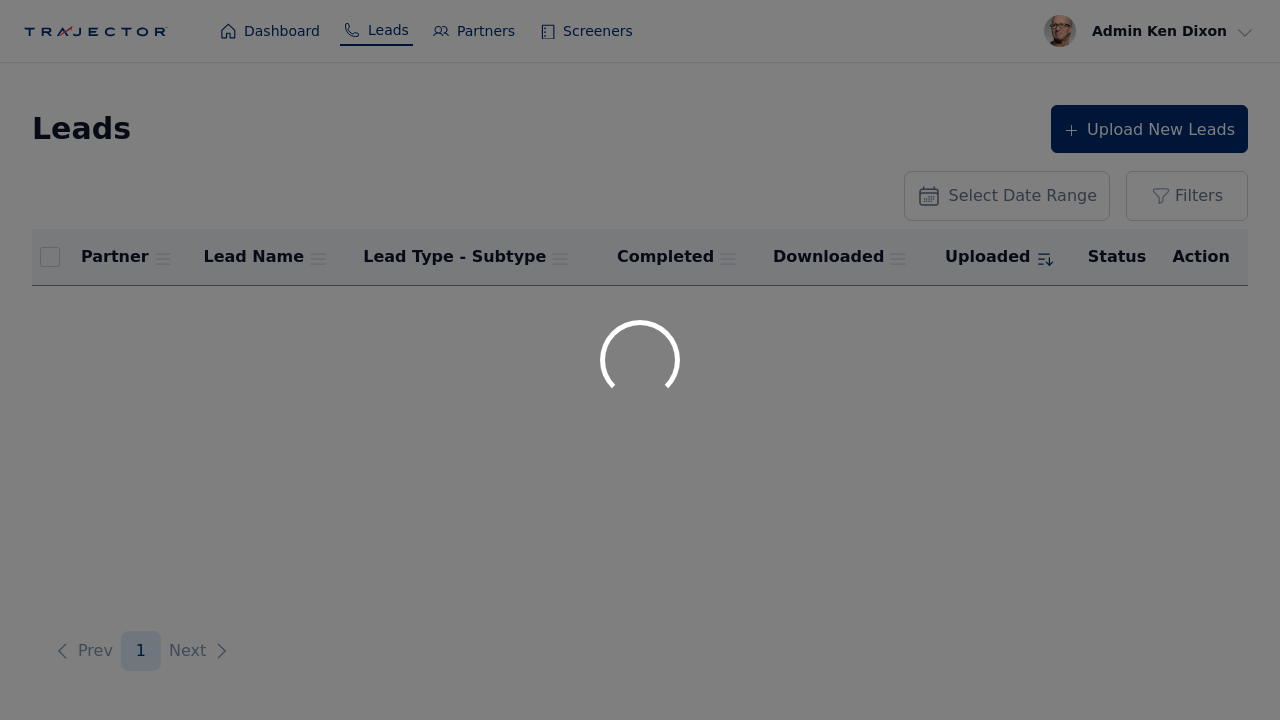 TRAJECTOR
Dashboard
Leads
Partners
Screeners
Admin Ken Dixon
Leads
Upload New Leads
Select Date Range
Filters
Partner
Lead Name
Lead Type - Subtype
Completed
Downloaded
Uploaded
Status
Action
Prev
1
Next